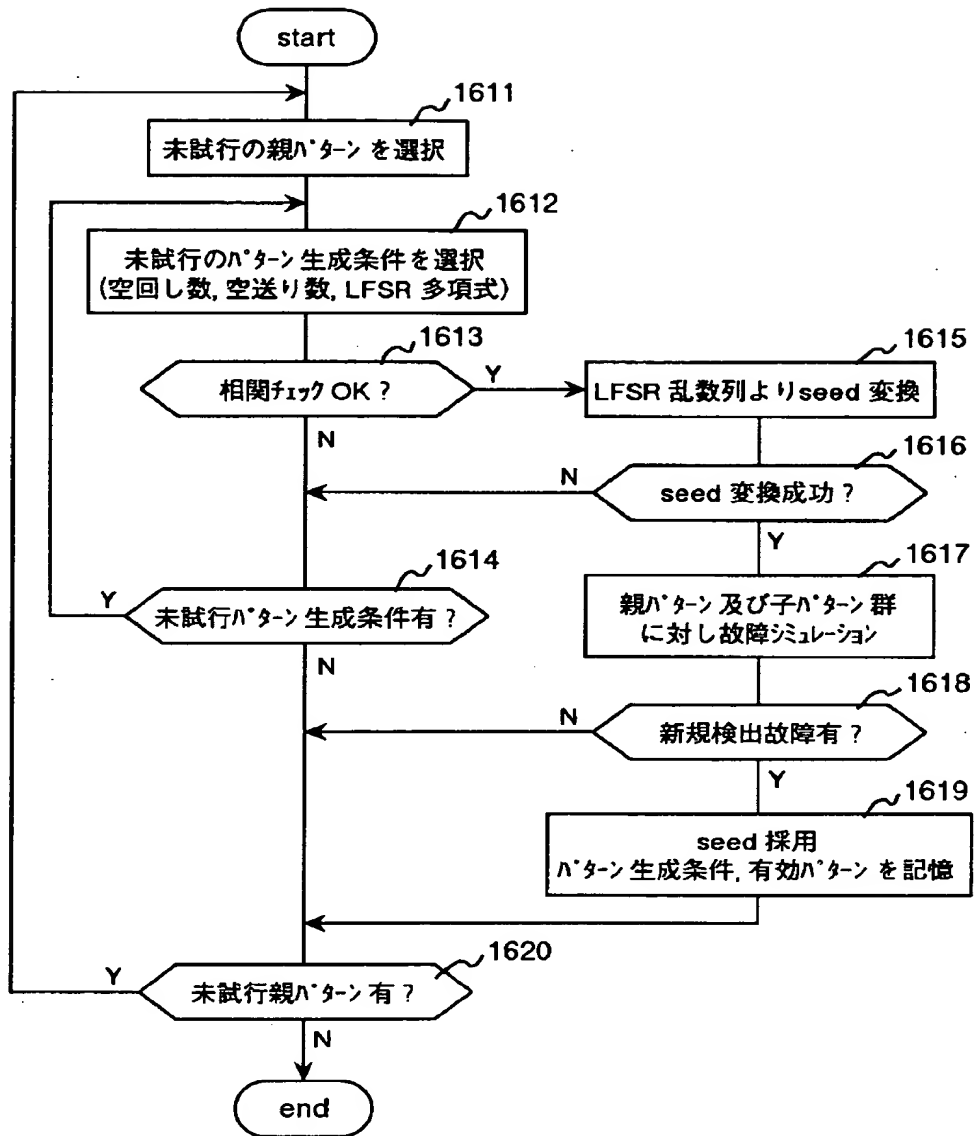 start
1611
未試行の親ﾊﾟﾀｰﾝ を選択
1612
未試行のﾊﾟﾀｰﾝ 生成条件を選択
(空回し数, 空送り数, LFSR 多項式)
1613
相関ﾁｪｯｸ OK ?
Y
N
1615
LFSR 乱数列よりseed 変換
1616
seed 変換成功 ?
N
Y
1614
未試行ﾊﾟﾀｰﾝ 生成条件有 ?
Y
N
1617
親ﾊﾟﾀｰﾝ 及び子ﾊﾟﾀｰﾝ 群
に対し故障ｼﾐｭﾚｰｼｮﾝ
1618
新規検出故障有 ?
N
Y
1619
seed 採用
ﾊﾟﾀｰﾝ 生成条件, 有効ﾊﾟﾀｰﾝ を記憶
1620
未試行親ﾊﾟﾀｰﾝ 有 ?
Y
N
end